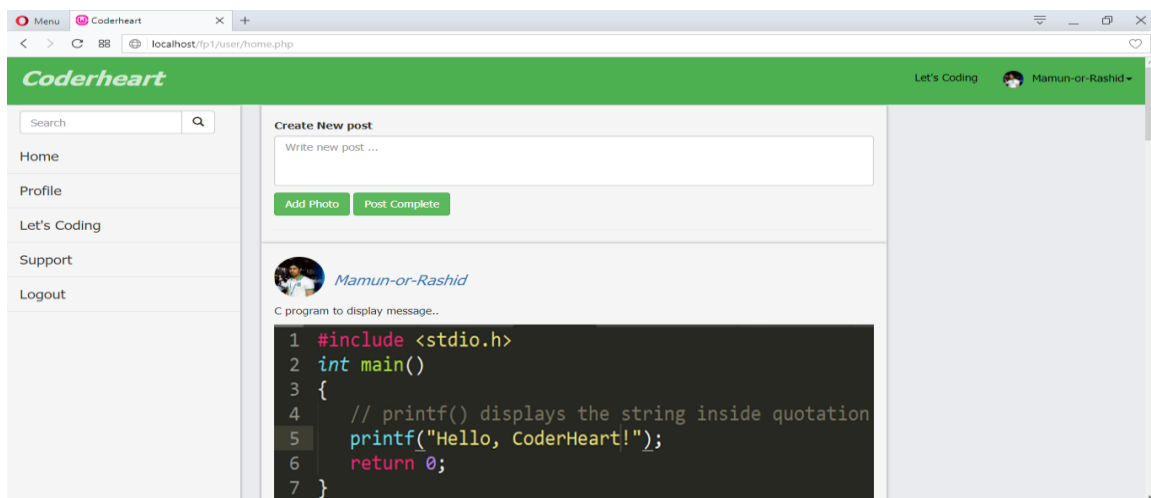 Menu Coderheart
localhost/fp1/user/home.php
Coderheart Let's Coding Mamun-or-Rashid
Search
Home
Profile
Let's Coding
Support
Logout
Create New post
Write new post ...
Add Photo Post Complete
Mamun-or-Rashid
C program to display message..
1 #include <stdio.h>
2 int main()
3 {
4 // printf() displays the string inside quotation
5 printf("Hello, CoderHeart!");
6 return 0;
7 }